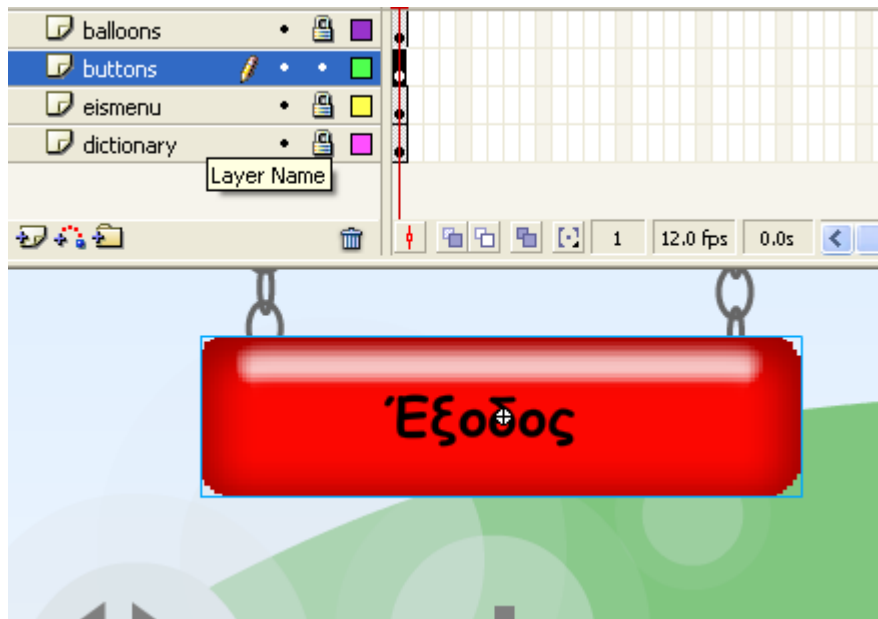 balloons
buttons
eismenu
dictionary
Layer Name
1 12.0 fps 0.0s
Έξοδος